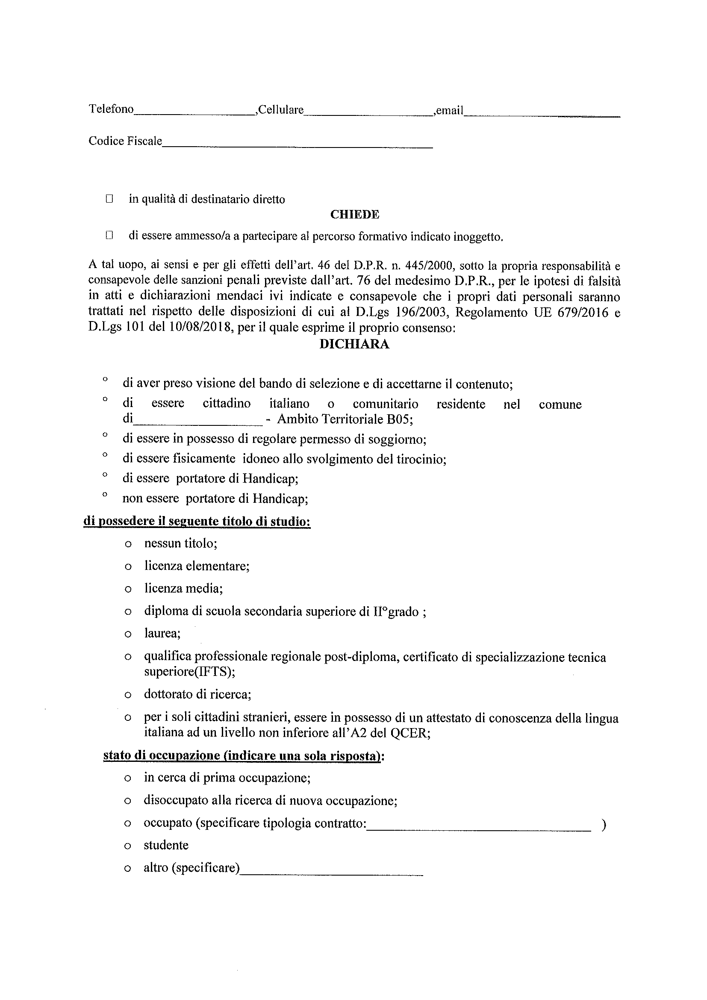 Telefono__________________,Cellulare___________________,email_______________________
Codice Fiscale________________________________________
□ in qualità di destinatario diretto
CHIEDE
□ di essere ammesso/a a partecipare al percorso formativo indicato inoggetto.
A tal uopo, ai sensi e per gli effetti dell'art. 46 del D.P.R. n. 445/2000, sotto la propria responsabilità e
consapevole delle sanzioni penali previste dall'art. 76 del medesimo D.P.R., per le ipotesi di falsità
in atti e dichiarazioni mendaci ivi indicate e consapevole che i propri dati personali saranno
trattati nel rispetto delle disposizioni di cui al D.Lgs 196/2003, Regolamento UE 679/2016 e
D.Lgs 101 del 10/08/2018, per il quale esprime il proprio consenso:
DICHIARA
° di aver preso visione del bando di selezione e di accettarne il contenuto;
° di essere cittadino italiano o comunitario residente nel comune
di___________________ - Ambito Territoriale B05;
° di essere in possesso di regolare permesso di soggiorno;
° di essere fisicamente idoneo allo svolgimento del tirocinio;
° di essere portatore di Handicap;
° non essere portatore di Handicap;
di possedere il seguente titolo di studio:
o nessun titolo;
o licenza elementare;
o licenza media;
o diploma di scuola secondaria superiore di II°grado ;
o laurea;
o qualifica professionale regionale post-diploma, certificato di specializzazione tecnica
superiore(IFTS);
o dottorato di ricerca;
o per i soli cittadini stranieri, essere in possesso di un attestato di conoscenza della lingua
italiana ad un livello non inferiore all'A2 del QCER;
stato di occupazione (indicare una sola risposta):
o in cerca di prima occupazione;
o disoccupato alla ricerca di nuova occupazione;
o occupato (specificare tipologia contratto:_________________________________ )
o studente
o altro (specificare)___________________________